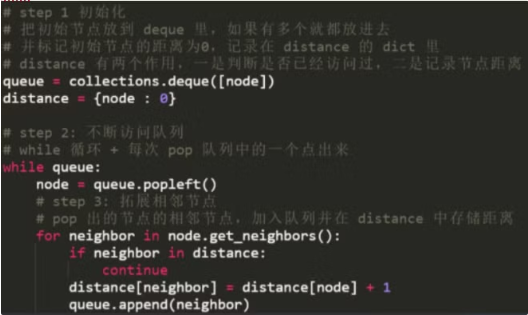 # step 1 初始化
# 把初始节点放到 deque 里，如果有多个就都放进去
# 并标记初始节点的距离为0，记录在 distance 的 dict 里
# distance 有两个作用，一是判断是否已经访问过，二是记录节点距离
queue = collections.deque([node])
distance = {node : 0}
# step 2: 不断访问队列
# while 循环 + 每次 pop 队列中的一个点出来
while queue:
node = queue.popleft()
# step 3: 拓展相邻节点
# pop 出的节点的相邻节点，加入队列并在 distance 中存储距离
for neighbor in node.get_neighbors():
if neighbor in distance:
continue
distance[neighbor] = distance[node] + 1
queue.append(neighbor)